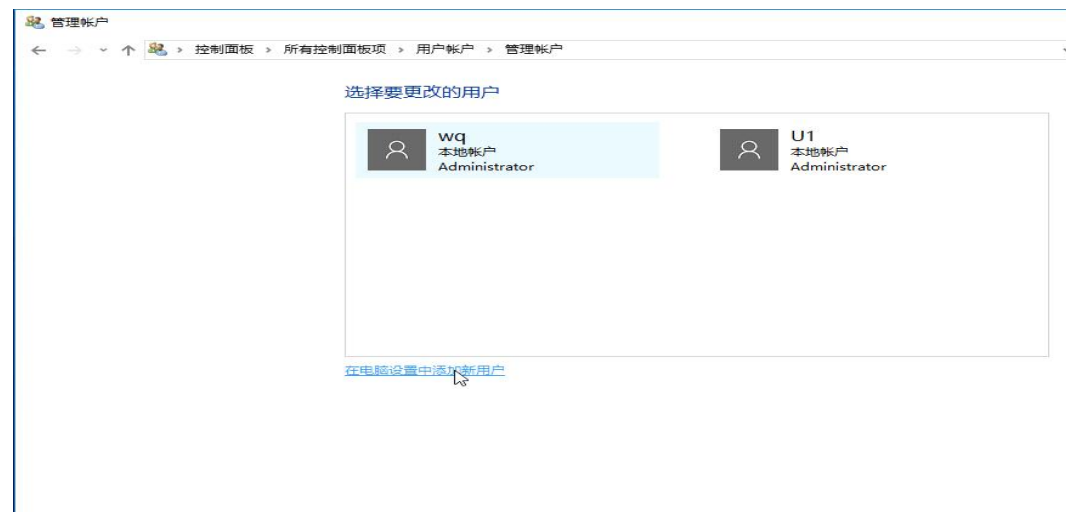 管理帐户
控制面板 > 所有控制面板项 > 用户帐户 > 管理帐户
选择要更改的用户
wq
本地帐户
Administrator
U1
本地帐户
Administrator
在电脑设置中添加新用户